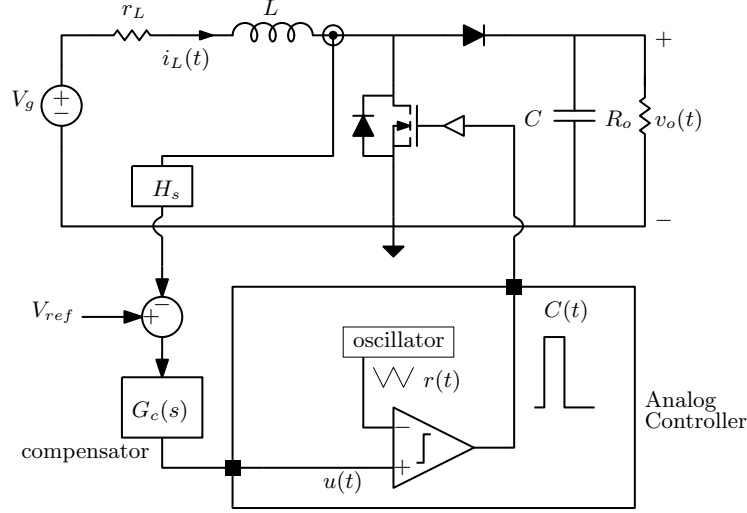 r_L
L
+
i_L(t)
V_g
+
−
C
R_o
v_o(t)
H_s
−
V_ref
+
−
C(t)
oscillator
r(t)
G_c(s)
Analog
Controller
−
compensator
+
u(t)